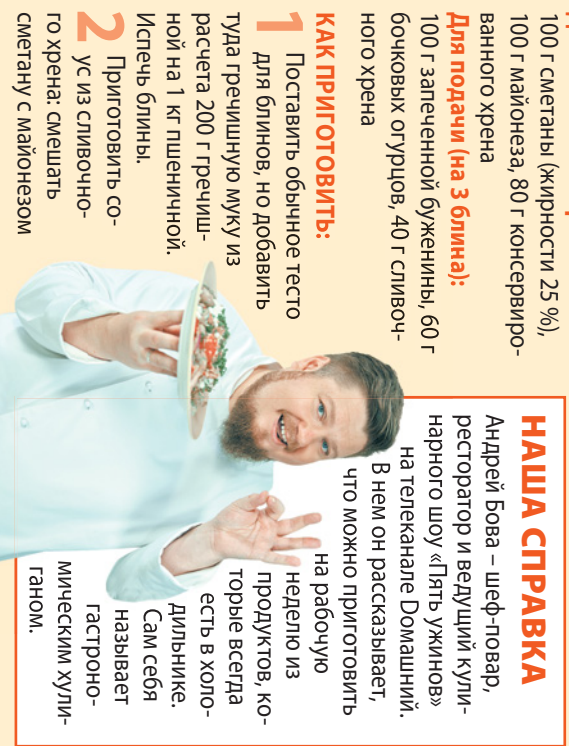 100 г сметаны (жирности 25 %),
100 г майонеза, 80 г консервиро-
ванного хрена
Для подачи (на 3 блина):
100 г запеченной буженины, 60 г
бочковых огурцов, 40 г сливоч-
ного хрена
КАК ПРИГОТОВИТЬ:
1 Поставить обычное тесто
для блинов, но добавить
туда гречишную муку из
расчета 200 г гречиш-
ной на 1 кг пшеничной.
Испечь блины.
2 Приготовить со-
ус из сливочно-
го хрена: смешать
сметану с майонезом
НАША СПРАВКА
Андрей Бова – шеф-повар,
ресторатор и ведущий кули-
нарного шоу «Пять ужинов»
на телеканале Dомашний.
В нем он рассказывает,
что можно приготовить
на рабочую
неделю из
продуктов, ко-
торые всегда
есть в холо-
дильнике.
Сам себя
называет
гастроно-
мическим хули-
ганом.